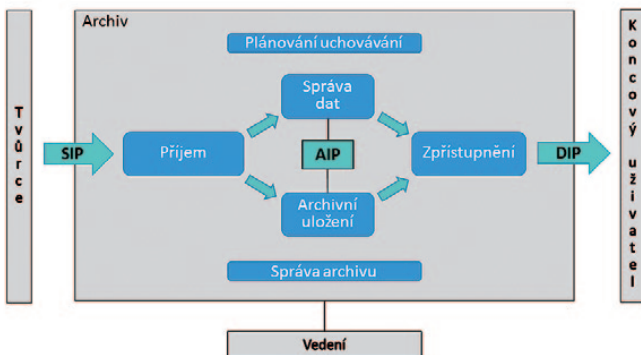 Archiv
Plánování uchovávání
Tvůrce
SIP
Příjem
Správa
dat
AIP
Archivní
uložení
Zpřístupnění
DIP
Koncový uživatel
Správa archivu
Vedení